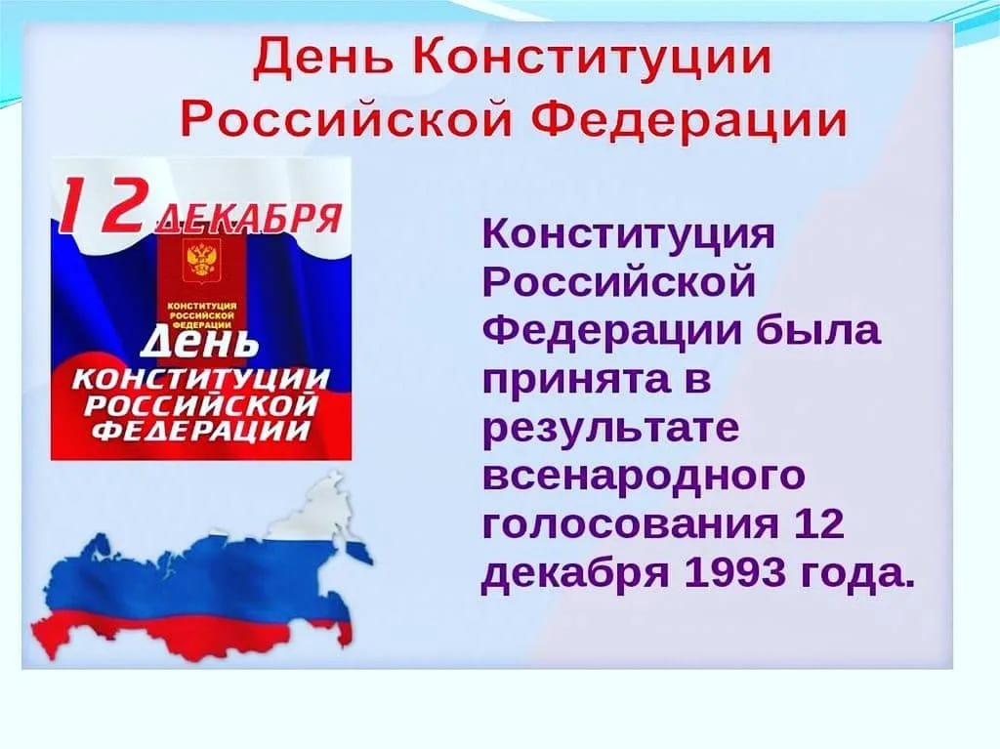 День Конституции
Российской Федерации
12 ДЕКАБРЯ
КОНСТИТУЦИЯ
РОССИЙСКОЙ
ФЕДЕРАЦИИ
День
КОНСТИТУЦИИ
РОССИЙСКОЙ
ФЕДЕРАЦИИ
Конституция
Российской
Федерации была
принята в
результате
всенародного
голосования 12
декабря 1993 года.